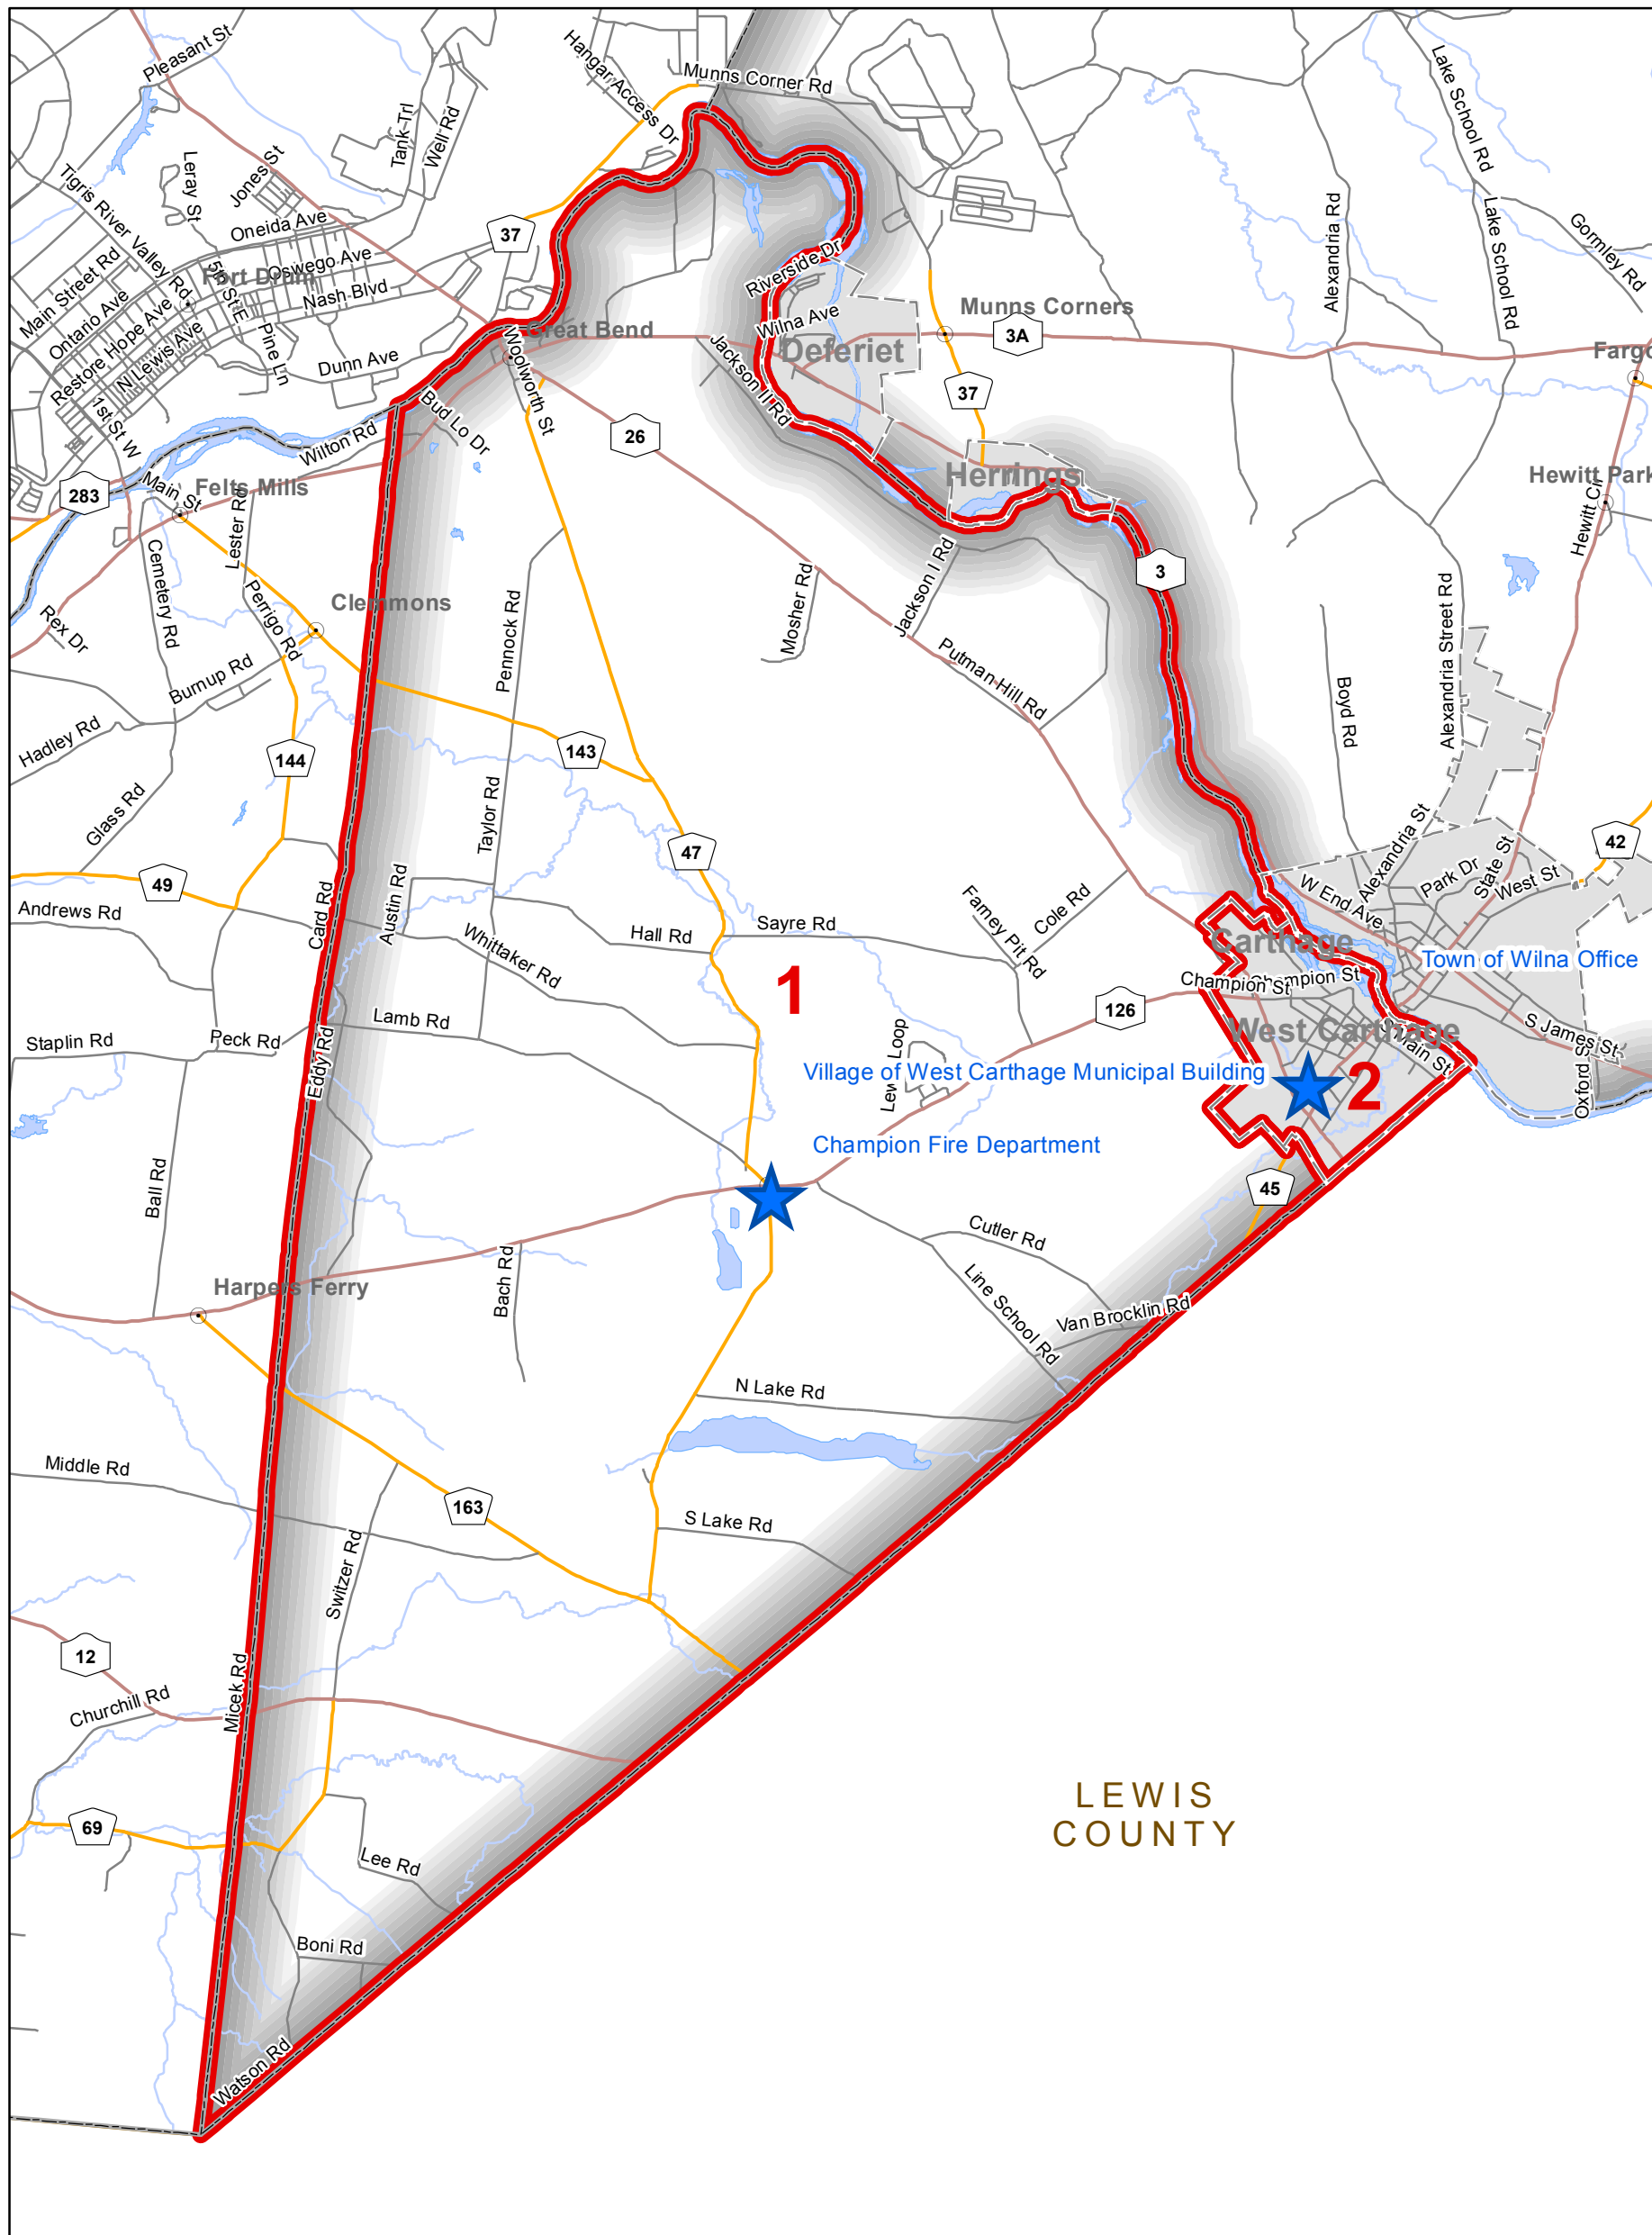 Pleasant St
Hangar Access Dr
Munns Corner Rd
Lake School Rd
Tank Trl
Well Rd
Leray St
Jones St
Tigris River Valley Rd
Oneida Ave
37
Alexandria Rd
Lake School Rd
Gormley Rd
Main Street Rd
Fort Drum
5th St E
Oswego Ave
Riverside Dr
Ontario Ave
Nash Blvd
Munns Corners
Restore Hope Ave
Pine Ln
Great Bend
Wilna Ave
3A
N Lewis Ave
Dunn Ave
Woolworth St
Deferiet
Jackson II Rd
37
1st St W
Bud Lo Dr
26
Wilton Rd
Herrings
Hewitt Park
283
Main St
Felts Mills
Lester Rd
Hewitt Cir
Cemetery Rd
3
Clemmons
Mosher Rd
Jackson I Rd
Rex Dr
Perrigo Rd
Pennock Rd
Alexandria Street Rd
Burnup Rd
Putman Hill Rd
Boyd Rd
Hadley Rd
144
143
Glass Rd
Taylor Rd
47
Alexandria St
State St
42
49
Park Dr
West St
Andrews Rd
Card Rd
Austin Rd
Whittaker Rd
Hall Rd
Sayre Rd
Farney Pit Rd
Cole Rd
W End Ave
Carthage
Town of Wilna Office
1
Champion St
Champion St
126
Staplin Rd
Peck Rd
Eddy Rd
Lamb Rd
West Carthage
Main St
S James St
Oxford St
Village of West Carthage Municipal Building
2
Champion Fire Department
Ball Rd
45
Cutler Rd
Harpers Ferry
Bach Rd
Line School Rd
Van Brocklin Rd
N Lake Rd
Middle Rd
163
S Lake Rd
Switzer Rd
12
Churchill Rd
Micek Rd
LEWIS
COUNTY
69
Lee Rd
Boni Rd
Watson Rd